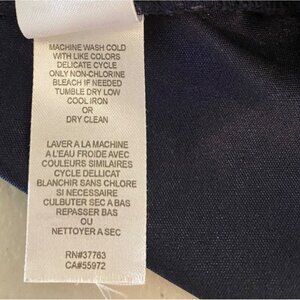 MACHINE WASH COLD
WITH LIKE COLORS
DELICATE CYCLE
ONLY NON-CHLORINE
BLEACH IF NEEDED
TUMBLE DRY LOW
COOL IRON
OR
DRY CLEAN
LAVER A LA MACHINE
A L'EAU FROIDE AVEC
COULEURS SIMILAIRES
CYCLE DELLICAT
BLANCHIR SANS CHLORE
SI NECESSAIRE
CULBUTER SEC A BAS
REPASSER BAS
OU
NETTOYER A SEC
RN#37763
CA#55972